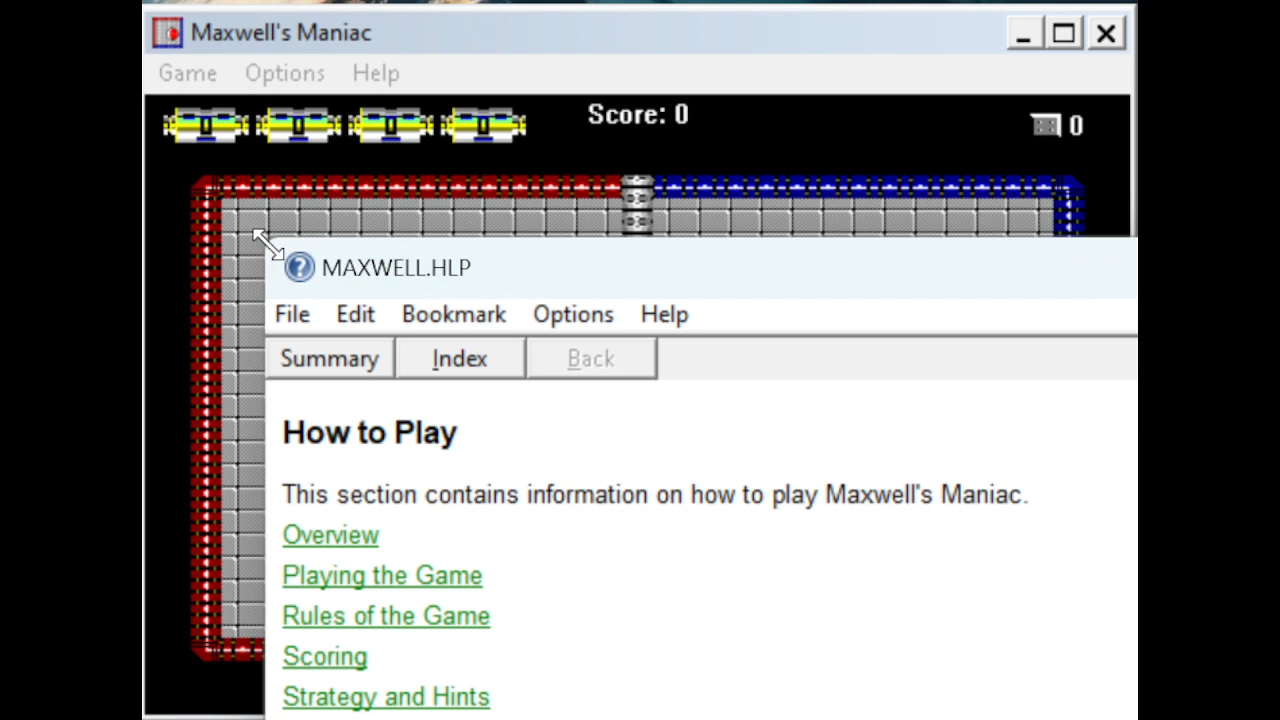 Maxwell's Maniac
Game Options Help
Score: 0
0
MAXWELL.HLP
File Edit Bookmark Options Help
Summary Index Back
How to Play
This section contains information on how to play Maxwell's Maniac.
Overview
Playing the Game
Rules of the Game
Scoring
Strategy and Hints